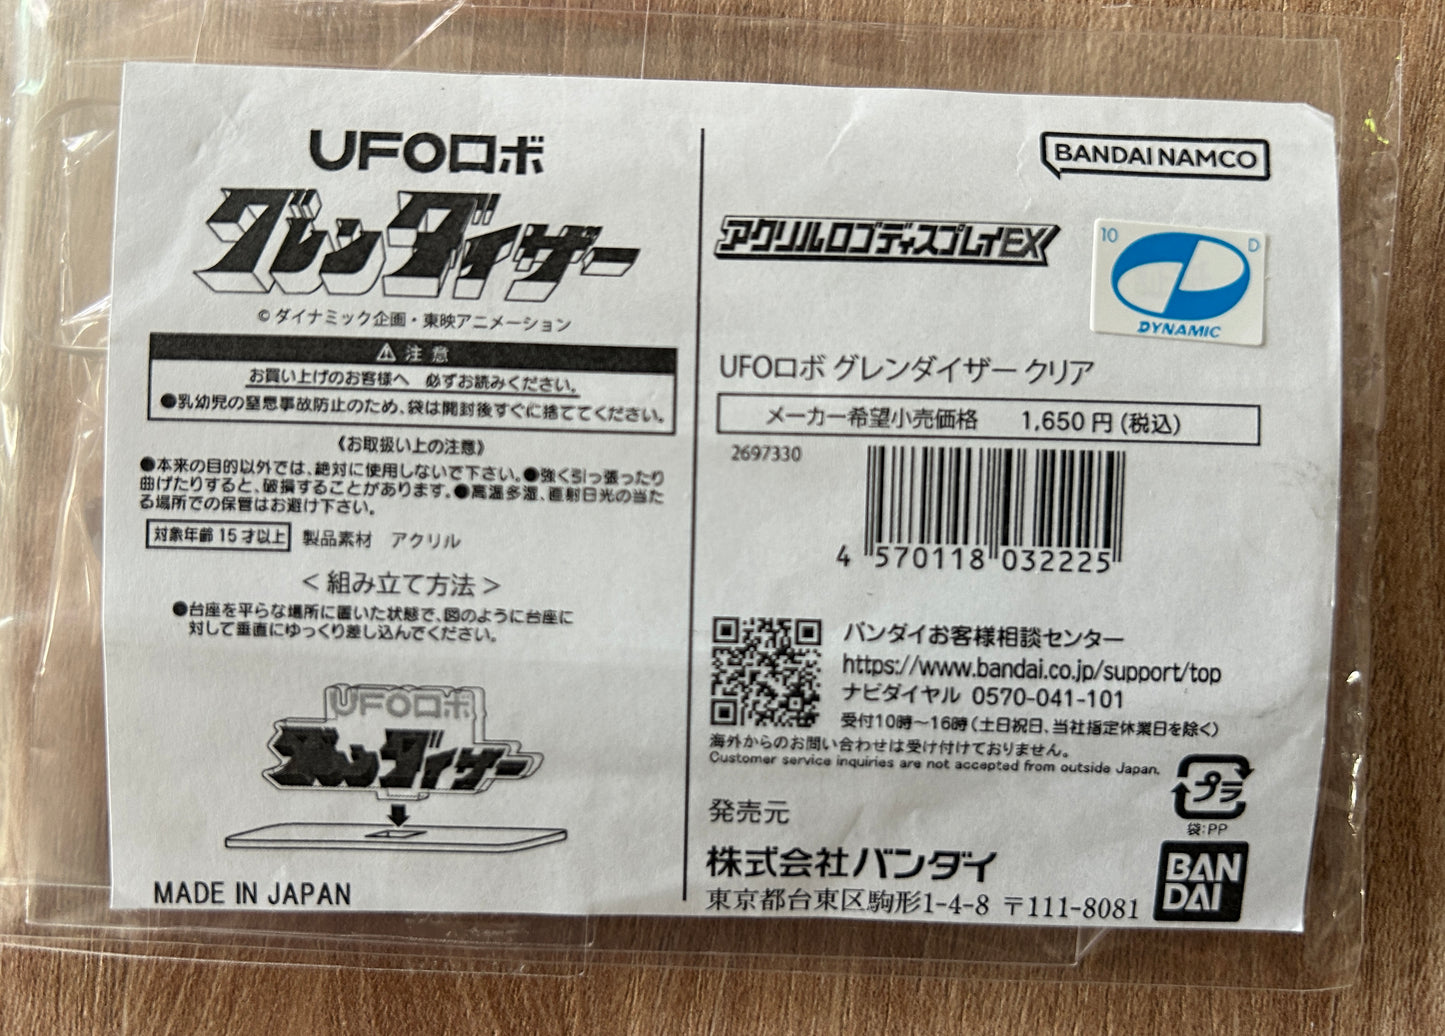 UFOロボ
グレンダイザー
©ダイナミック企画・東映アニメーション
⚠注意
お買い上げのお客様へ 必ずお読みください。
●乳幼児の窒息事故防止のため、袋は開封後すぐに捨ててください。
《お取扱い上の注意》
●本来の目的以外では、絶対に使用しないで下さい。●強く引っ張ったり
曲げたりすると、破損することがあります。●高温多湿、直射日光の当た
る場所での保管はお避け下さい。
対象年齢15才以上 製品素材 アクリル
＜組み立て方法＞
●台座を平らな場所に置いた状態で、図のように台座に
対して垂直にゆっくり差し込んでください。
UFOロボ
グレンダイザー
MADE IN JAPAN
BANDAI NAMCO
アクリルロゴディスプレイEX
10 D
DYNAMIC
UFOロボ グレンダイザー クリア
メーカー希望小売価格 1,650円(税込)
2697330
4 570118 032225
バンダイお客様相談センター
https://www.bandai.co.jp/support/top
ナビダイヤル 0570-041-101
受付10時～16時(土日祝日、当社指定休業日を除く)
海外からのお問い合わせは受け付けておりません。
Customer service inquiries are not accepted from outside Japan.
プラ
袋:PP
発売元
株式会社バンダイ
東京都台東区駒形1-4-8 〒111-8081
BAN
DAI